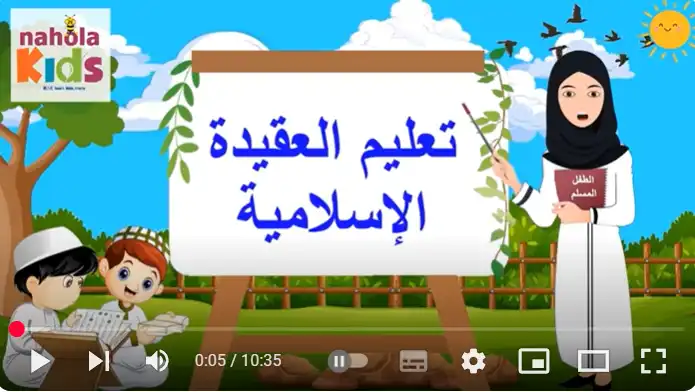 nahola
Kids
تعليم العقيدة
الإسلامية
الطفل
المسلم
0:05 / 10:35